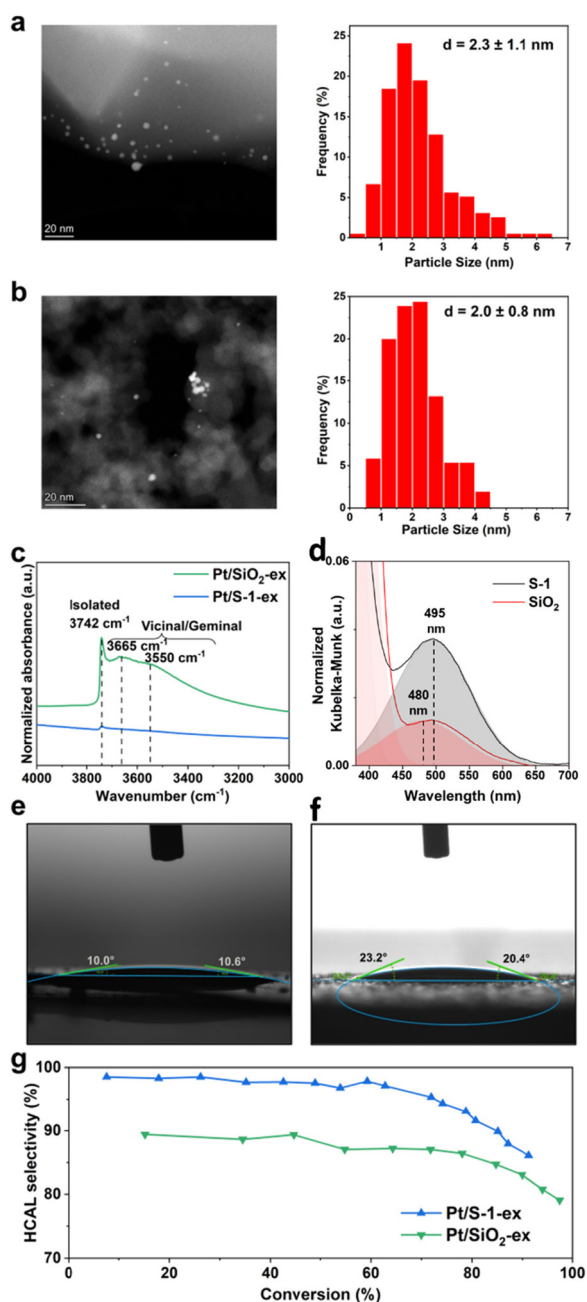 a
20 nm
d = 2.3 ± 1.1 nm
Frequency (%)
25
20
15
10
5
0
1
2
3
4
5
6
7
Particle Size (nm)
b
20 nm
d = 2.0 ± 0.8 nm
Frequency (%)
25
20
15
10
5
0
1
2
3
4
5
6
7
Particle Size (nm)
c
Normalized absorbance (a.u.)
Pt/SiO₂-ex
Pt/S-1-ex
Isolated
3742 cm⁻¹
Vicinal/Geminal
3665 cm⁻¹
3550 cm⁻¹
4000
3800
3600
3400
3200
3000
Wavenumber (cm⁻¹)
d
Normalized
Kubelka-Munk (a.u.)
0.06
0.00
S-1
SiO₂
495
nm
480
nm
400
450
500
550
600
650
700
Wavelength (nm)
e
10.0°
10.6°
f
23.2°
20.4°
g
HCAL selectivity (%)
100
90
80
70
Pt/S-1-ex
Pt/SiO₂-ex
0
20
40
60
80
100
Conversion (%)